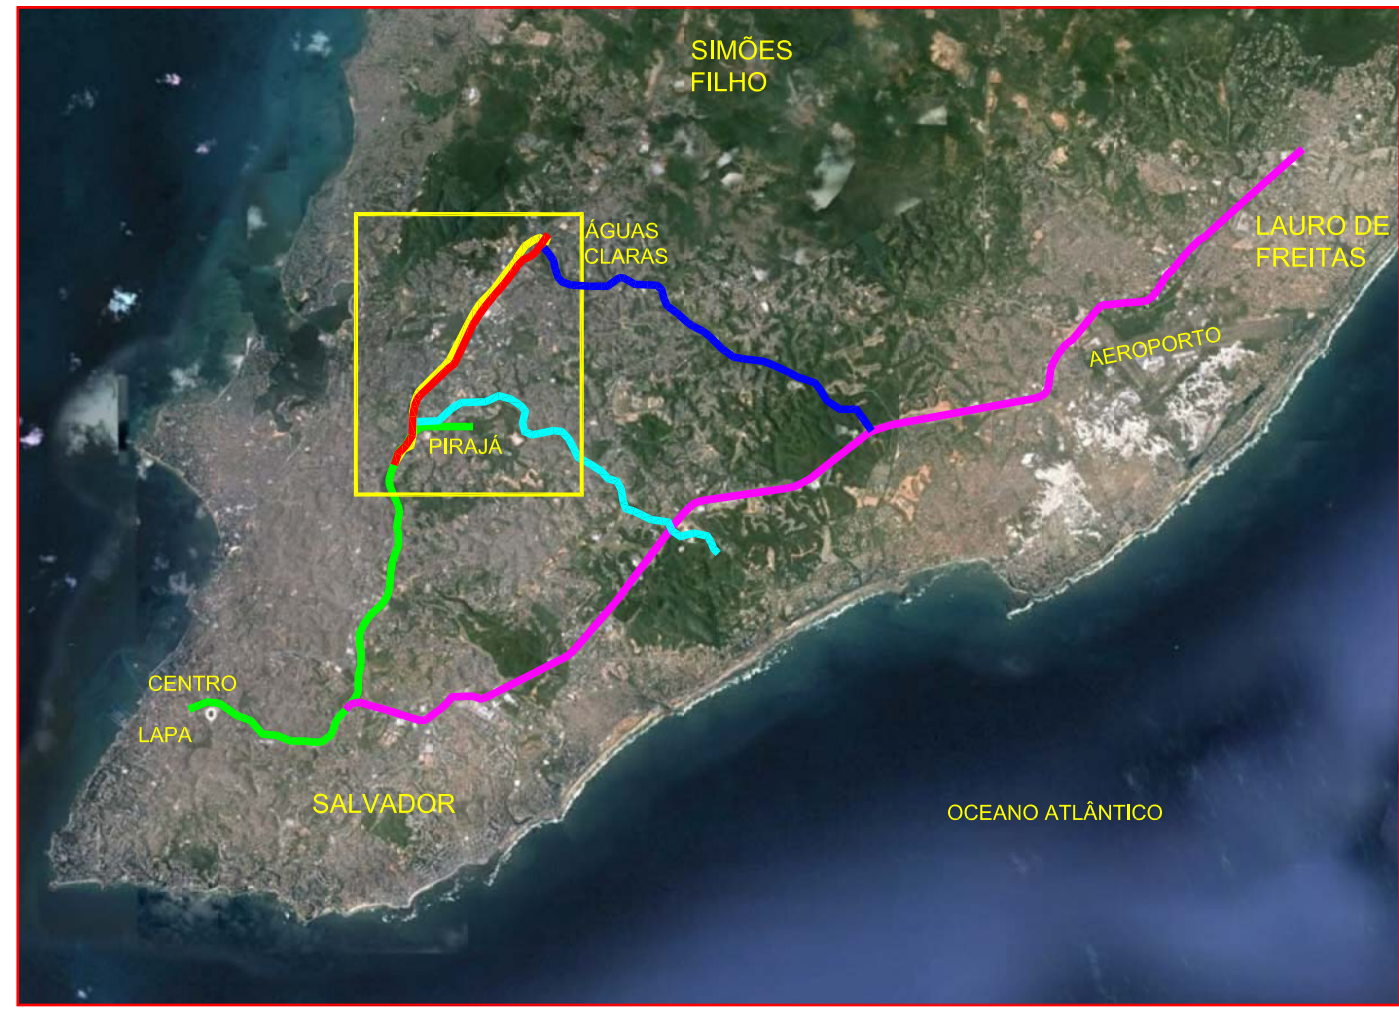 SIMÕES
FILHO
ÁGUAS
CLARAS
LAURO DE
FREITAS
AEROPORTO
PIRAJÁ
CENTRO
LAPA
SALVADOR
OCEANO ATLÂNTICO